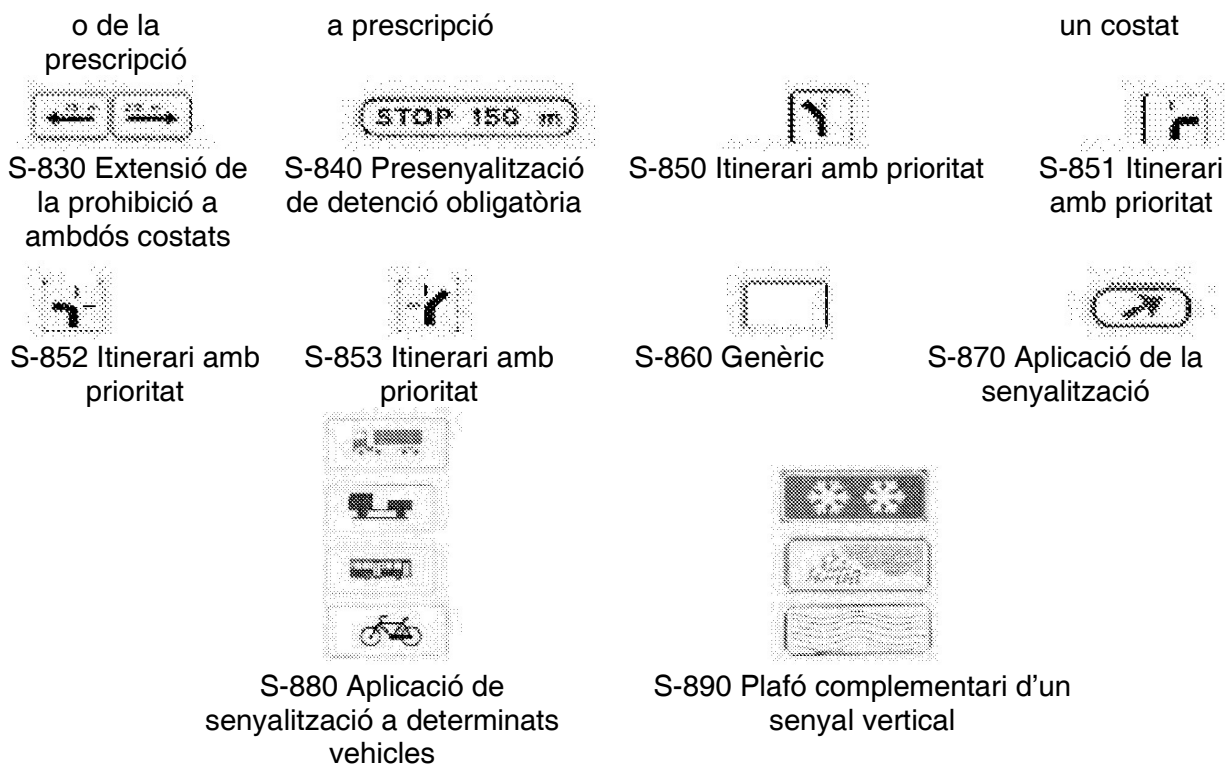 o de la
prescripció
a prescripció
un costat
STOP 150 m
S-830 Extensió de
la prohibició a
ambdós costats
S-840 Presenyalització
de detenció obligatòria
S-850 Itinerari amb prioritat
S-851 Itinerari
amb prioritat
S-852 Itinerari amb
prioritat
S-853 Itinerari amb
prioritat
S-860 Genèric
S-870 Aplicació de la
senyalització
S-880 Aplicació de
senyalització a determinats
vehicles
S-890 Plafó complementari d’un
senyal vertical